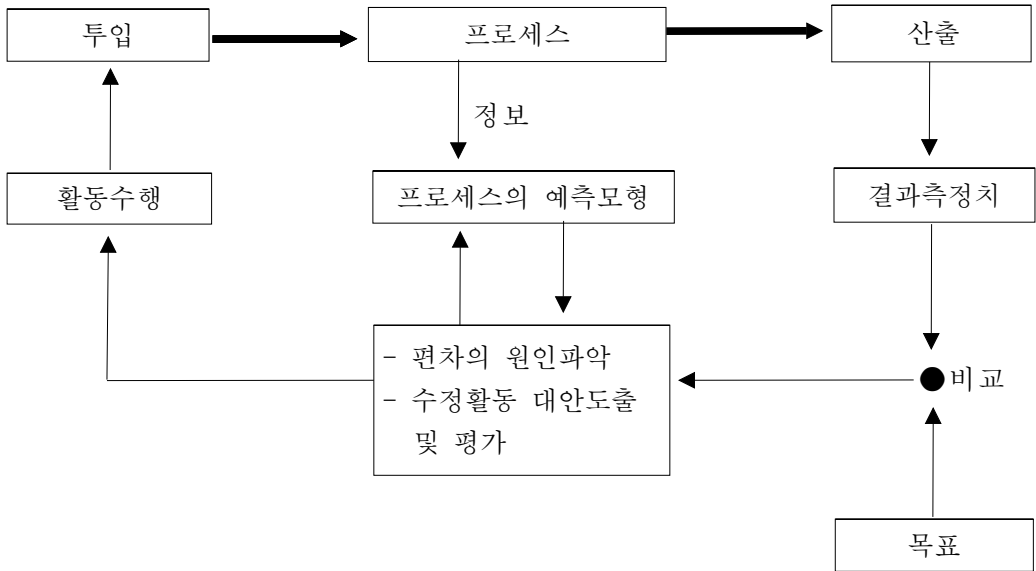 투입
프로세스
산출
정보
활동수행
프로세스의 예측모형
결과측정치
- 편차의 원인파악
- 수정활동 대안도출
및 평가
비교
목표